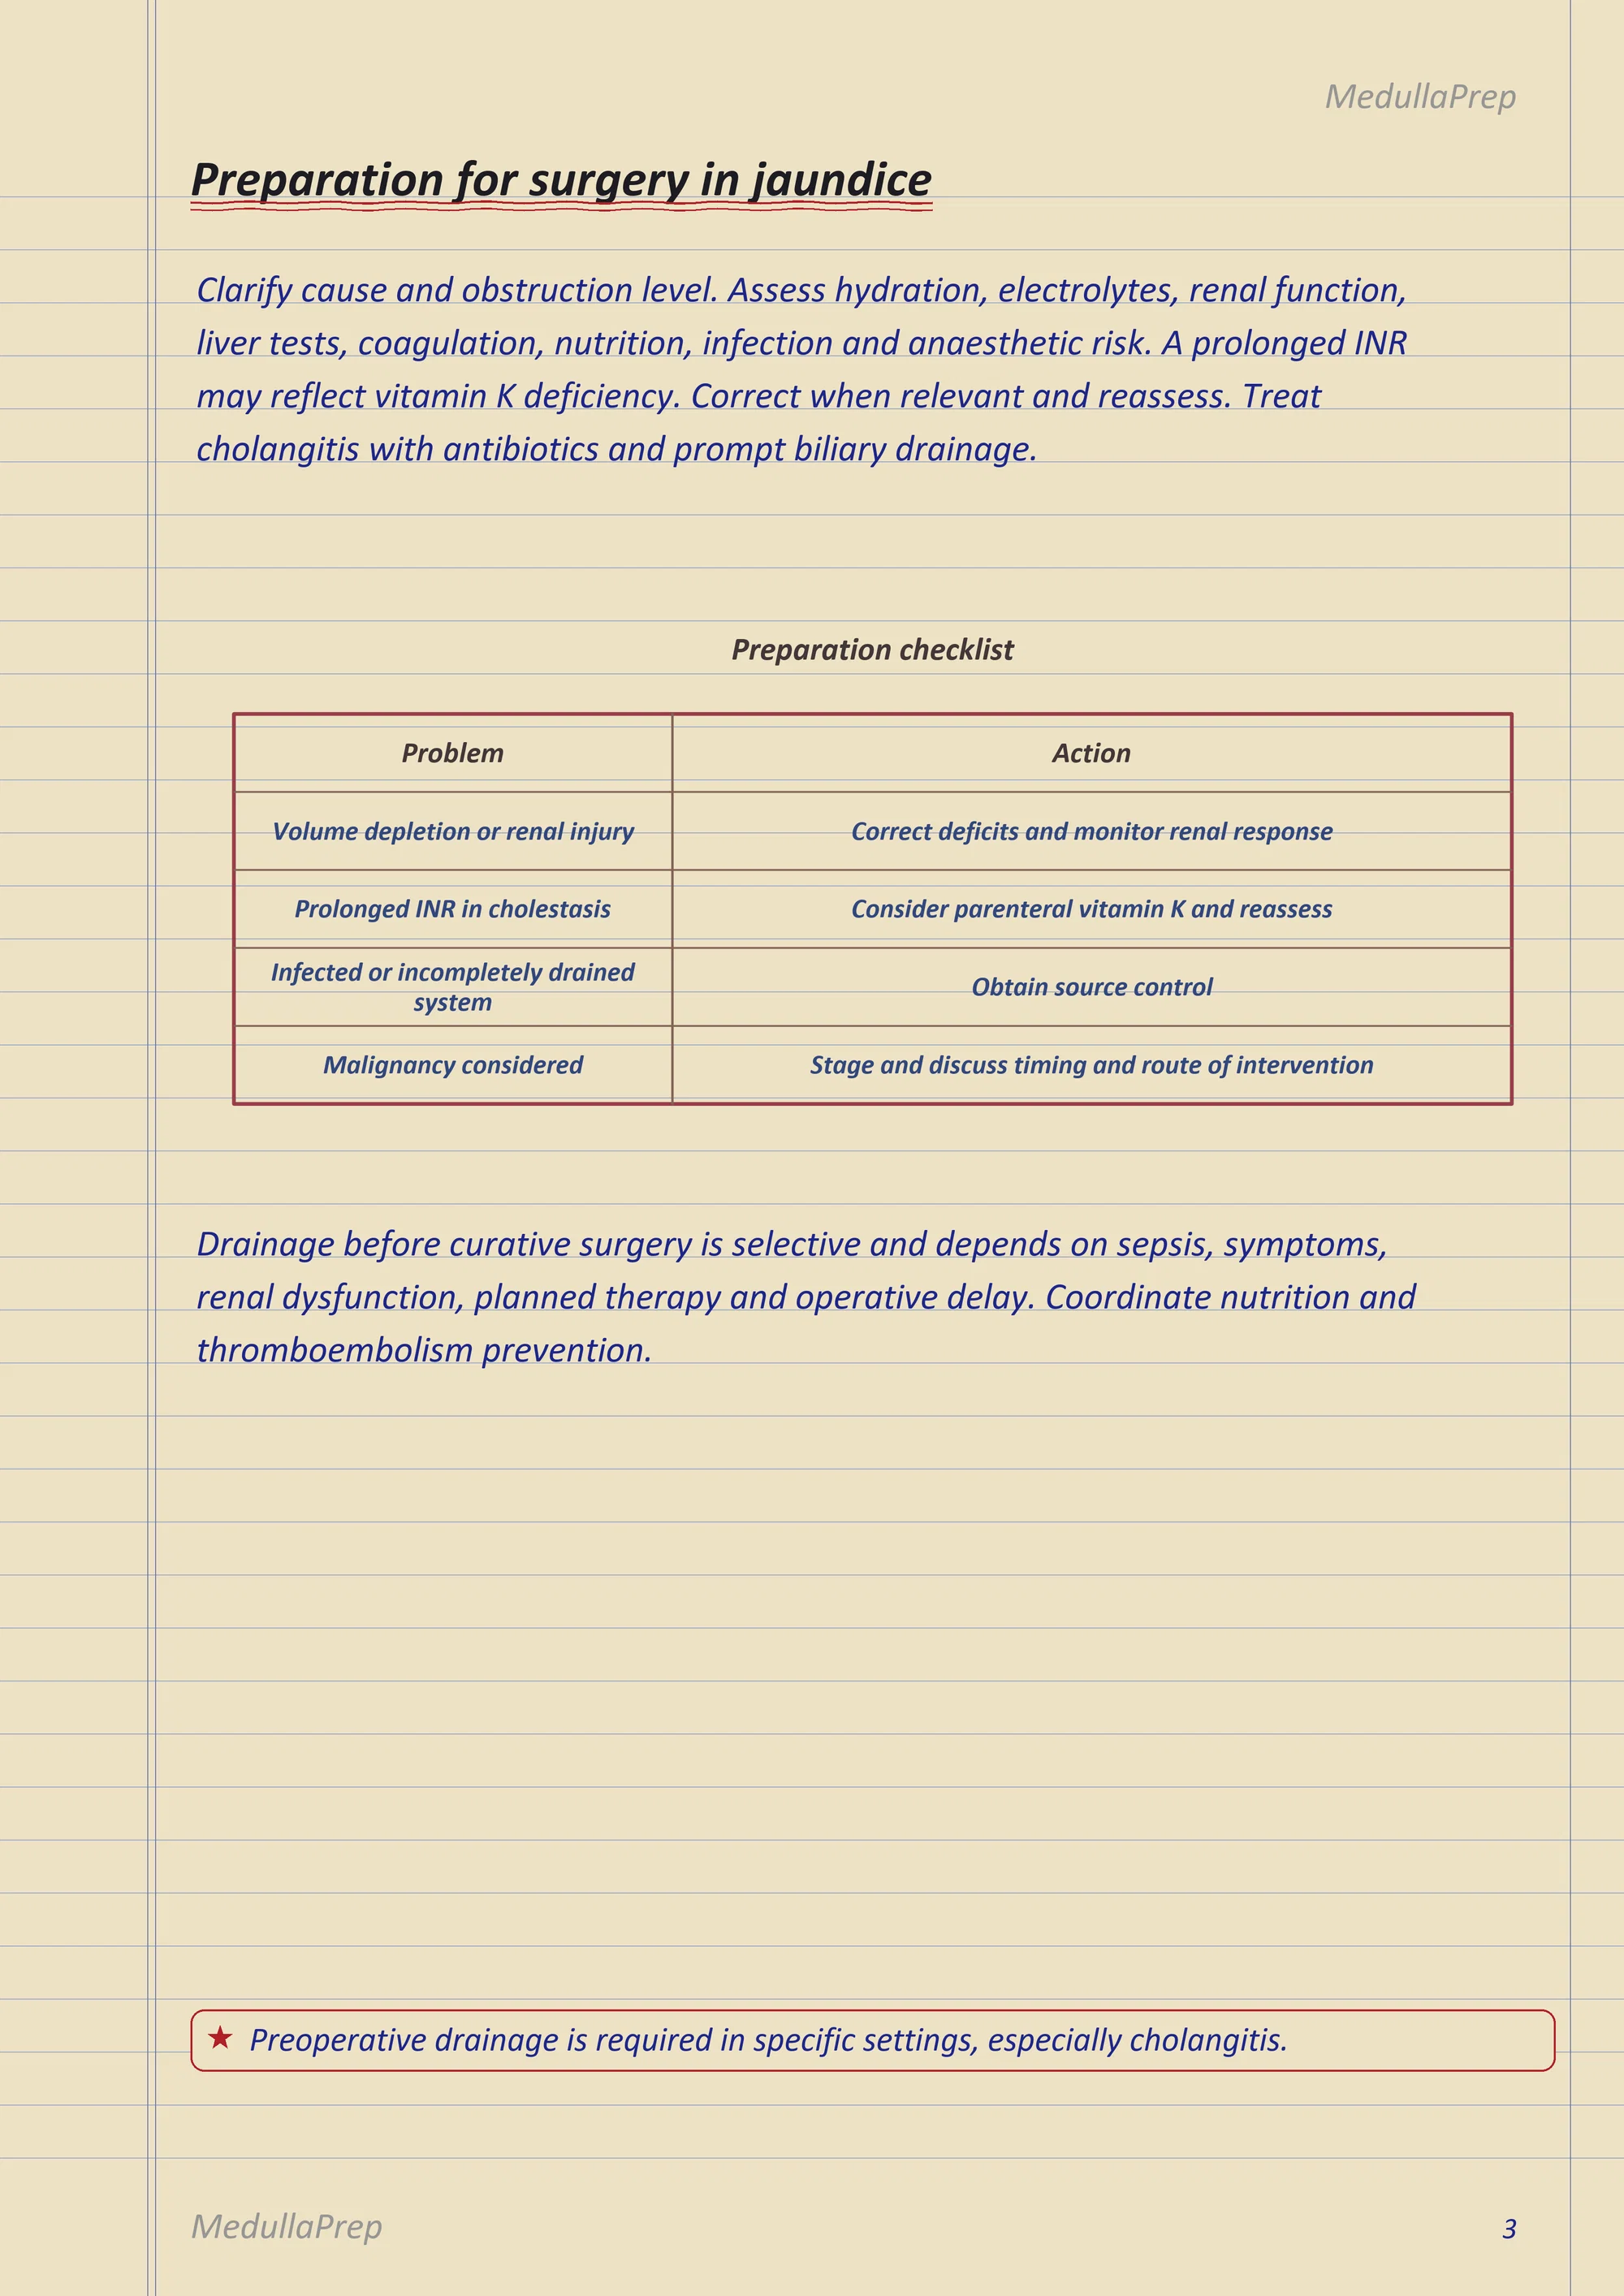 MedullaPrep
Preparation for surgery in jaundice
Clarify cause and obstruction level. Assess hydration, electrolytes, renal function,
liver tests, coagulation, nutrition, infection and anaesthetic risk. A prolonged INR
may reflect vitamin K deficiency. Correct when relevant and reassess. Treat
cholangitis with antibiotics and prompt biliary drainage.
Preparation checklist
Problem Action
Volume depletion or renal injury Correct deficits and monitor renal response
Prolonged INR in cholestasis Consider parenteral vitamin K and reassess
Infected or incompletely drained
system Obtain source control
Malignancy considered Stage and discuss timing and route of intervention
Drainage before curative surgery is selective and depends on sepsis, symptoms,
renal dysfunction, planned therapy and operative delay. Coordinate nutrition and
thromboembolism prevention.
★ Preoperative drainage is required in specific settings, especially cholangitis.
MedullaPrep 3